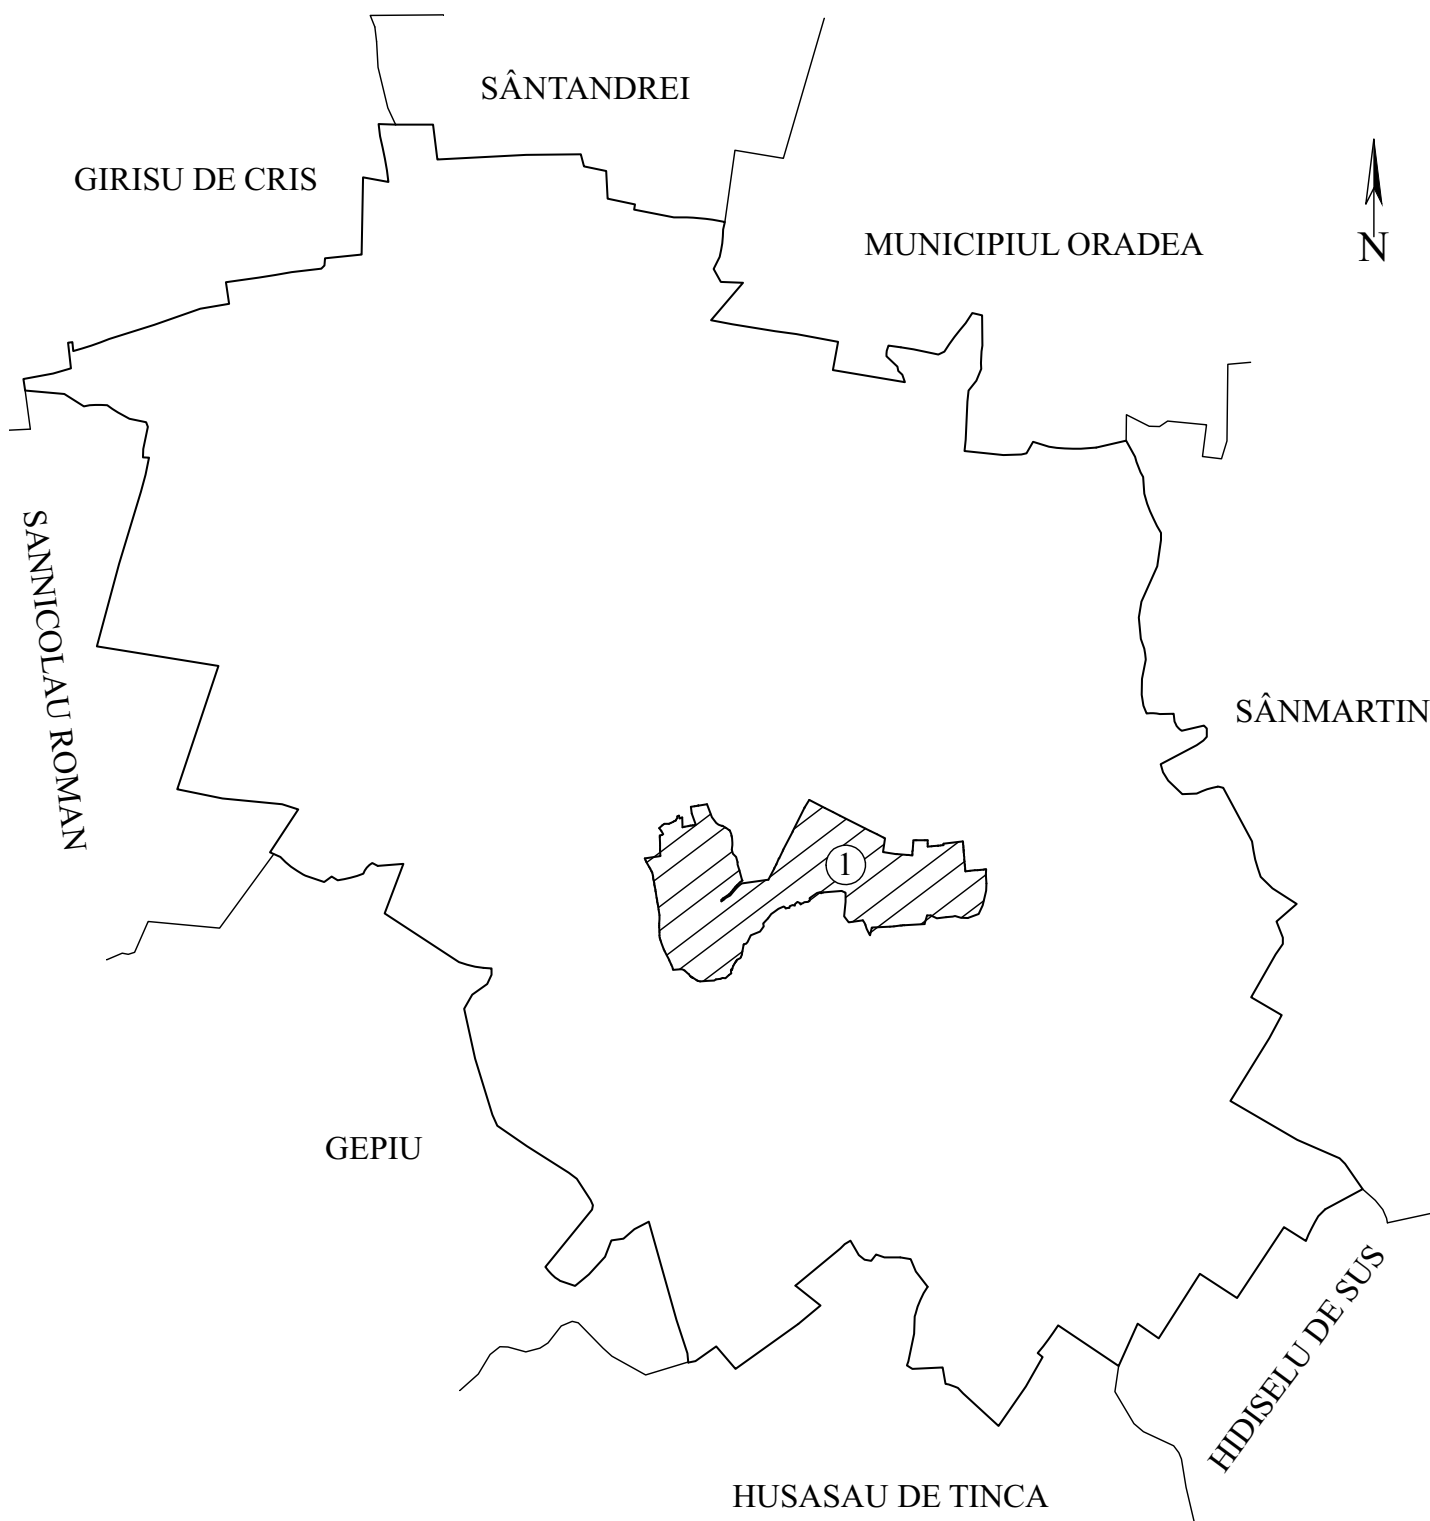 SÂNTANDREI
GIRISU DE CRIS
MUNICIPIUL ORADEA
N
SANNICOLAU ROMAN
SÂNMARTIN
1
GEPIU
HIDISELU DE SUS
HUSASAU DE TINCA